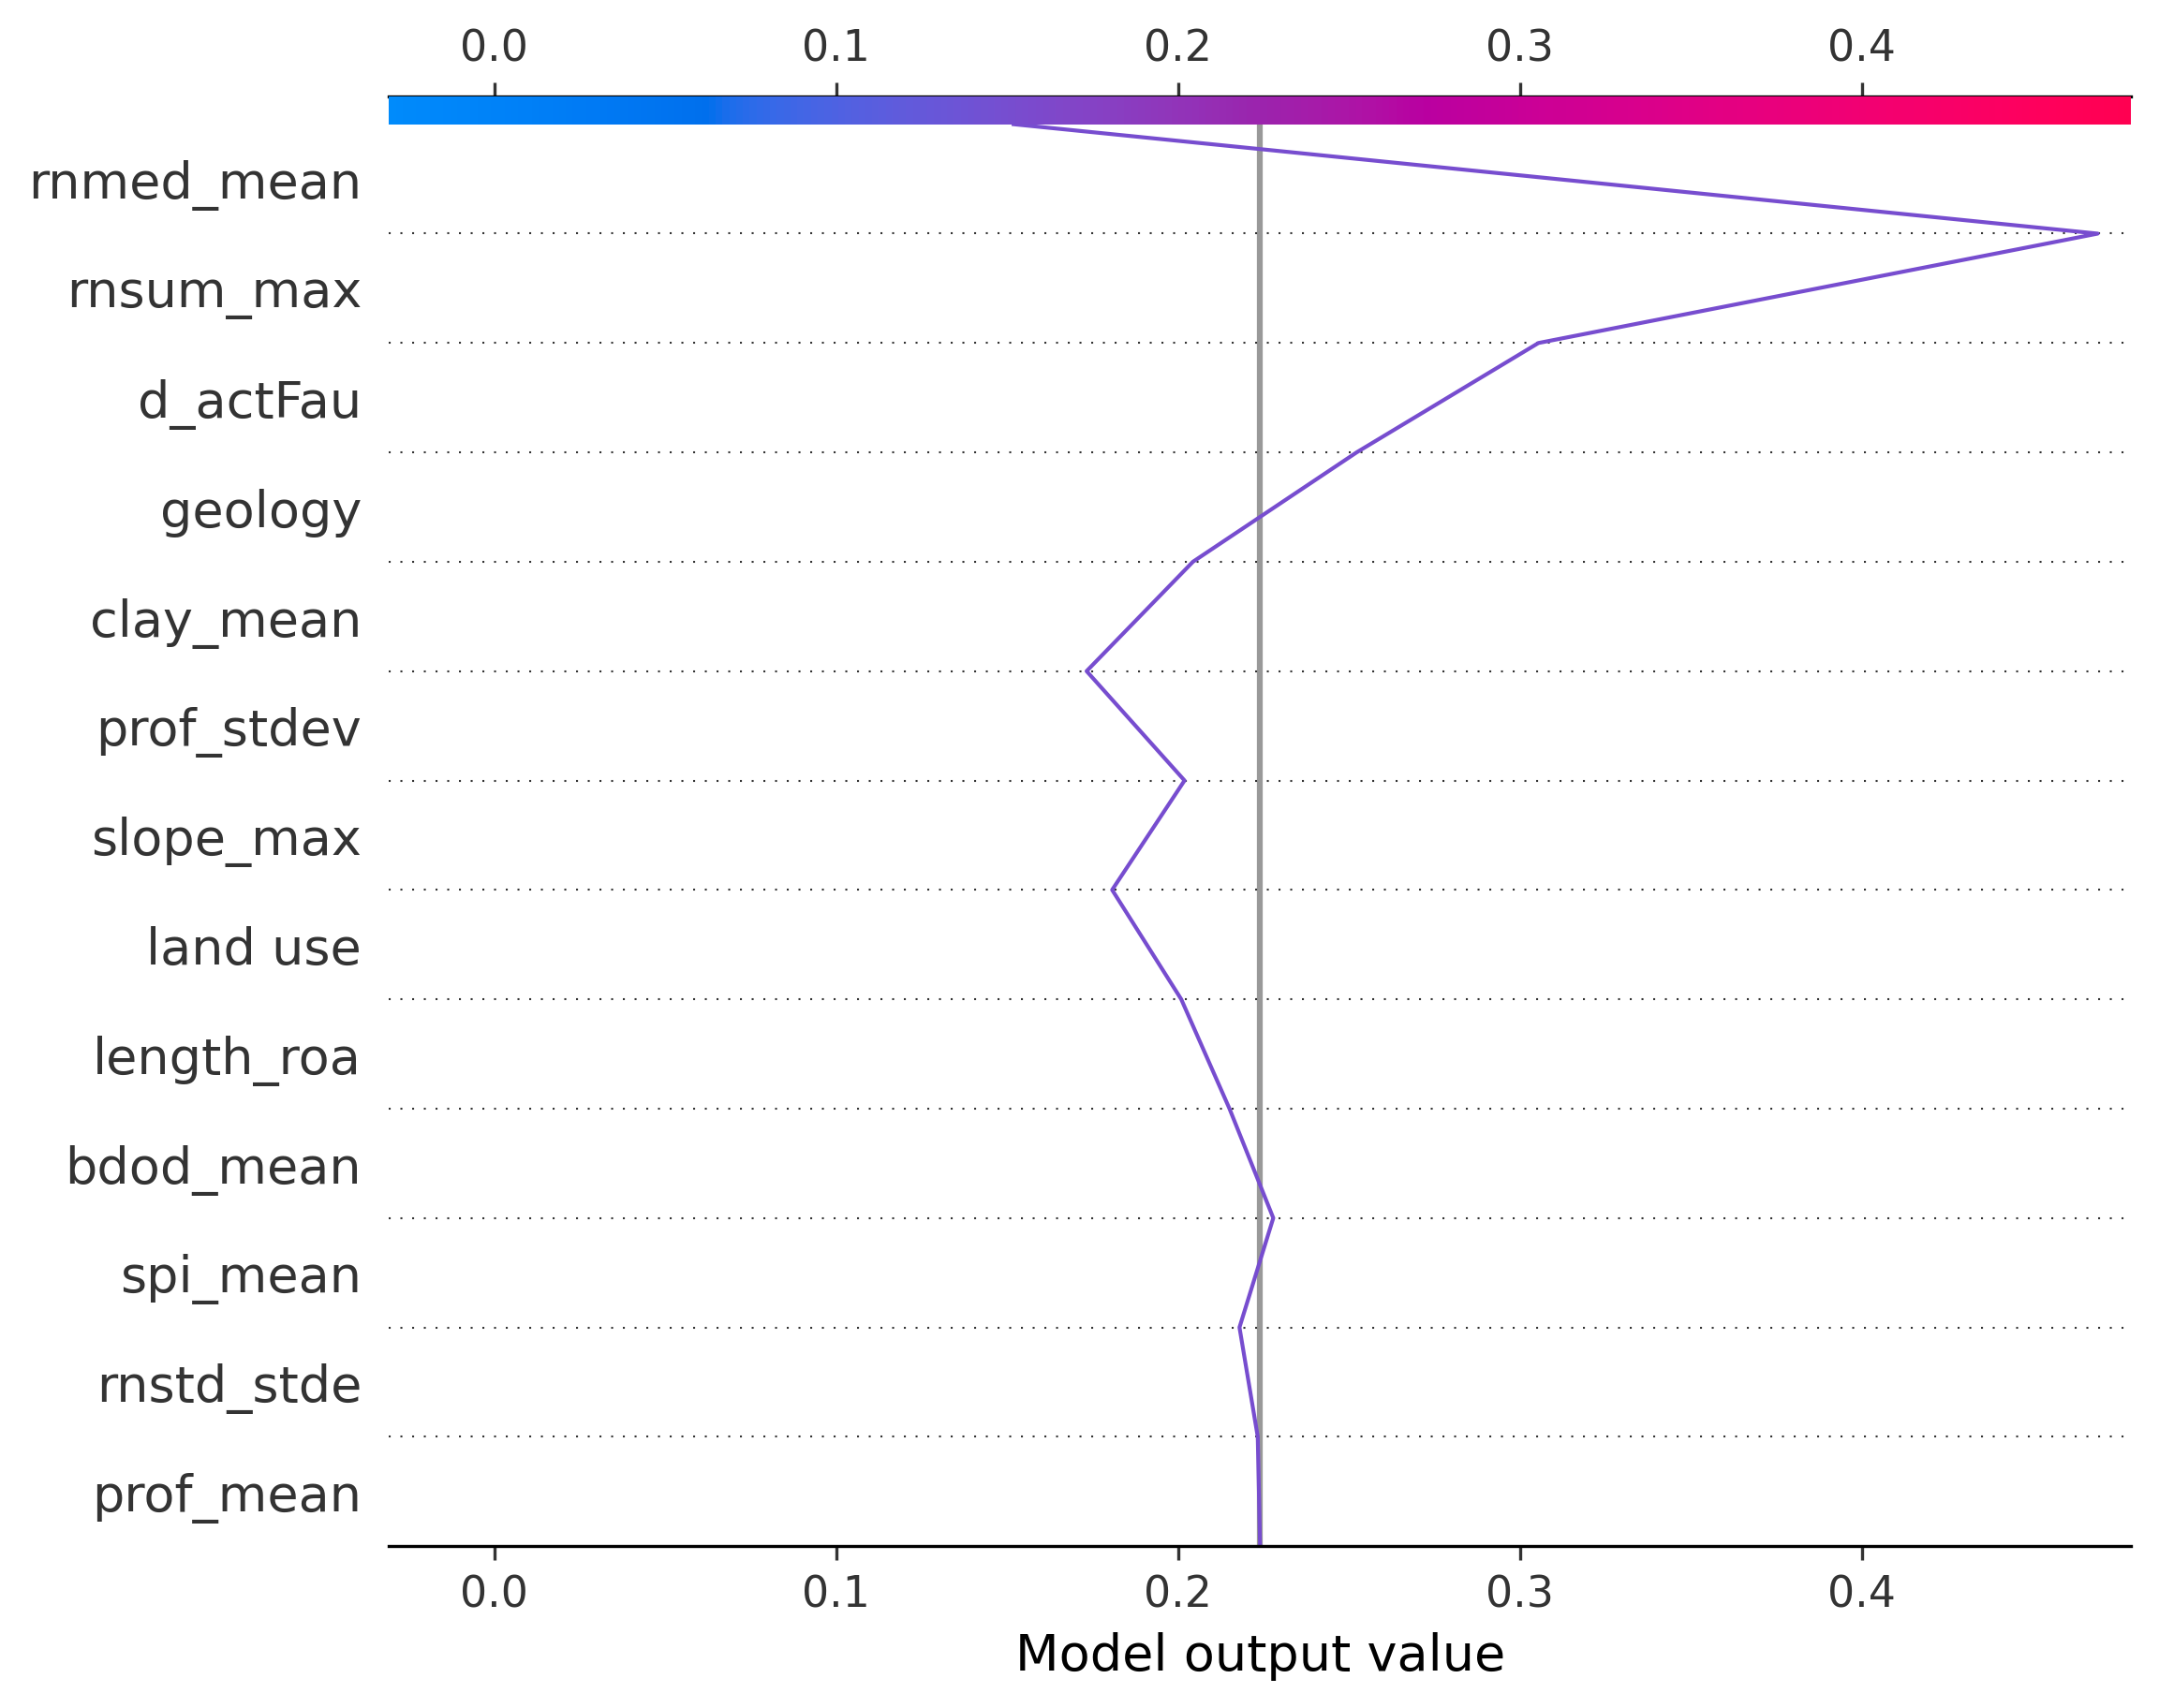 0.0 0.1 0.2 0.3 0.4
rnmed_mean
rnsum_max
d_actFau
geology
clay_mean
prof_stdev
slope_max
land use
length_roa
bdod_mean
spi_mean
rnstd_stde
prof_mean
0.0 0.1 0.2 0.3 0.4
Model output value